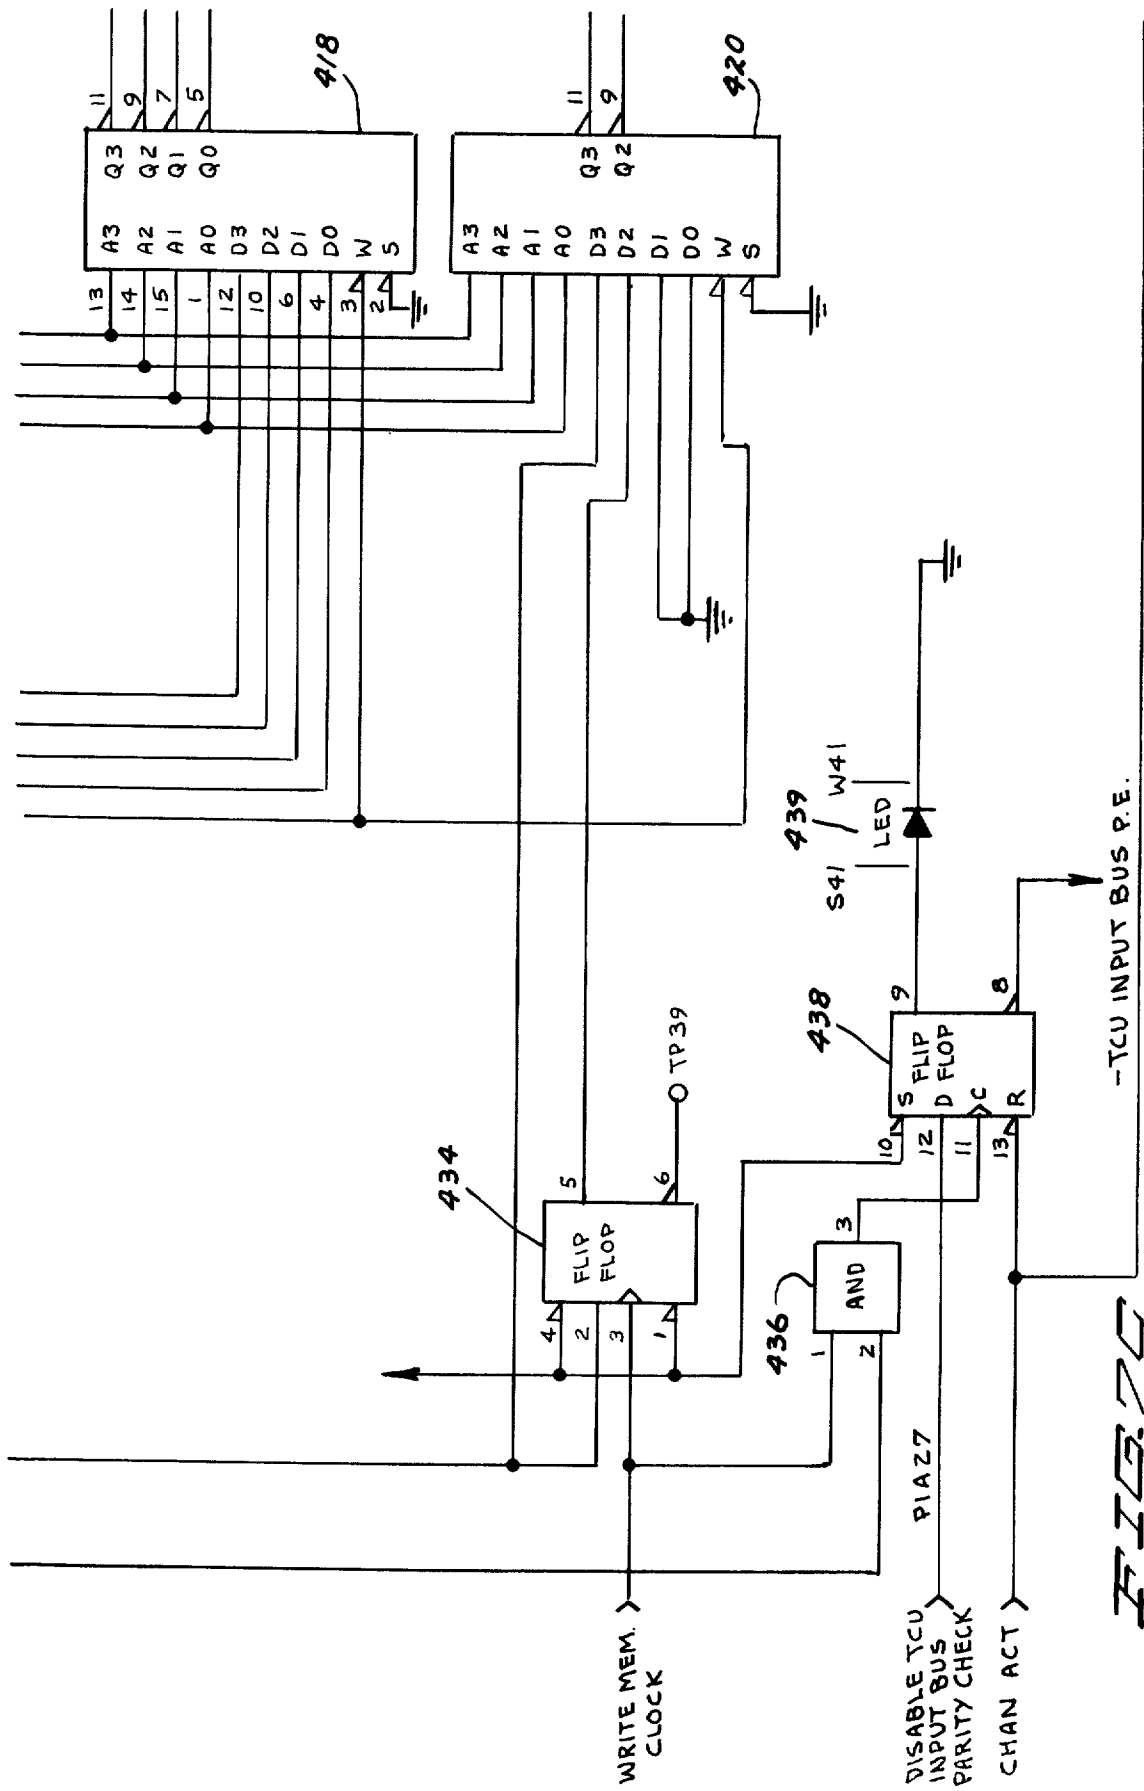 418
11
9
7
5
Q3
Q2
Q1
Q0
A3
A2
A1
A0
D3
D2
D1
D0
W
S
13
14
15
1
12
10
6
4
3
2
420
11
9
Q3
Q2
A3
A2
A1
A0
D3
D2
D1
D0
W
S
434
FLIP
FLOP
5
6
TP39
4
2
3
1
WRITE MEM.
CLOCK
436
AND
1
2
3
438
FLIP
FLOP
S
D
C
R
10
12
11
13
9
8
S41
439
LED
W41
-TCU INPUT BUS P.E.
P1A27
DISABLE TCU
INPUT BUS
PARITY CHECK
CHAN ACT
FIG. 7C